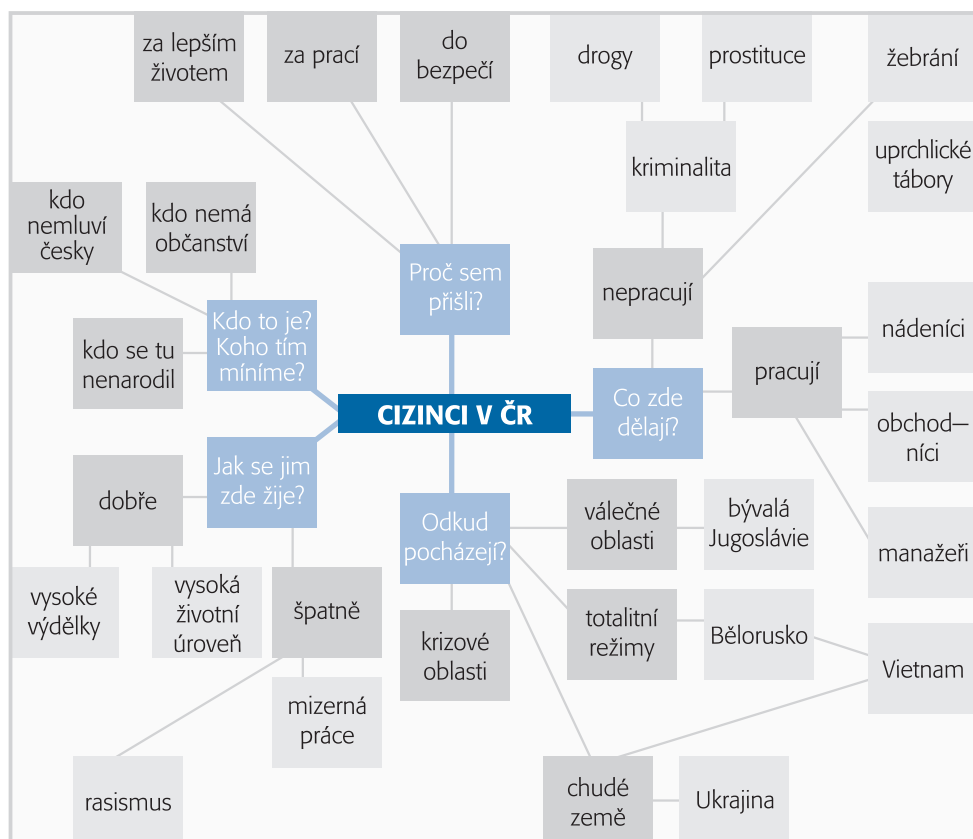 za lepším
životem
za prací
do
bezpečí
drogy
prostituce
žebrání
kriminalita
uprchlické
tábory
kdo
nemluví
česky
kdo nemá
občanství
Proč sem
přišli?
nepracují
Kdo to je?
Koho tím
míníme?
kdo se tu
nenarodil
nádeníci
pracují
CIZINCI V ČR
Co zde
dělají?
obchod–
níci
Jak se jim
zde žije?
dobře
Odkud
pocházejí?
válečné
oblasti
bývalá
Jugoslávie
manažeři
vysoké
výdělky
vysoká
životní
úroveň
špatně
krizové
oblasti
totalitní
režimy
Bělorusko
Vietnam
mizerná
práce
rasismus
chudé
země
Ukrajina